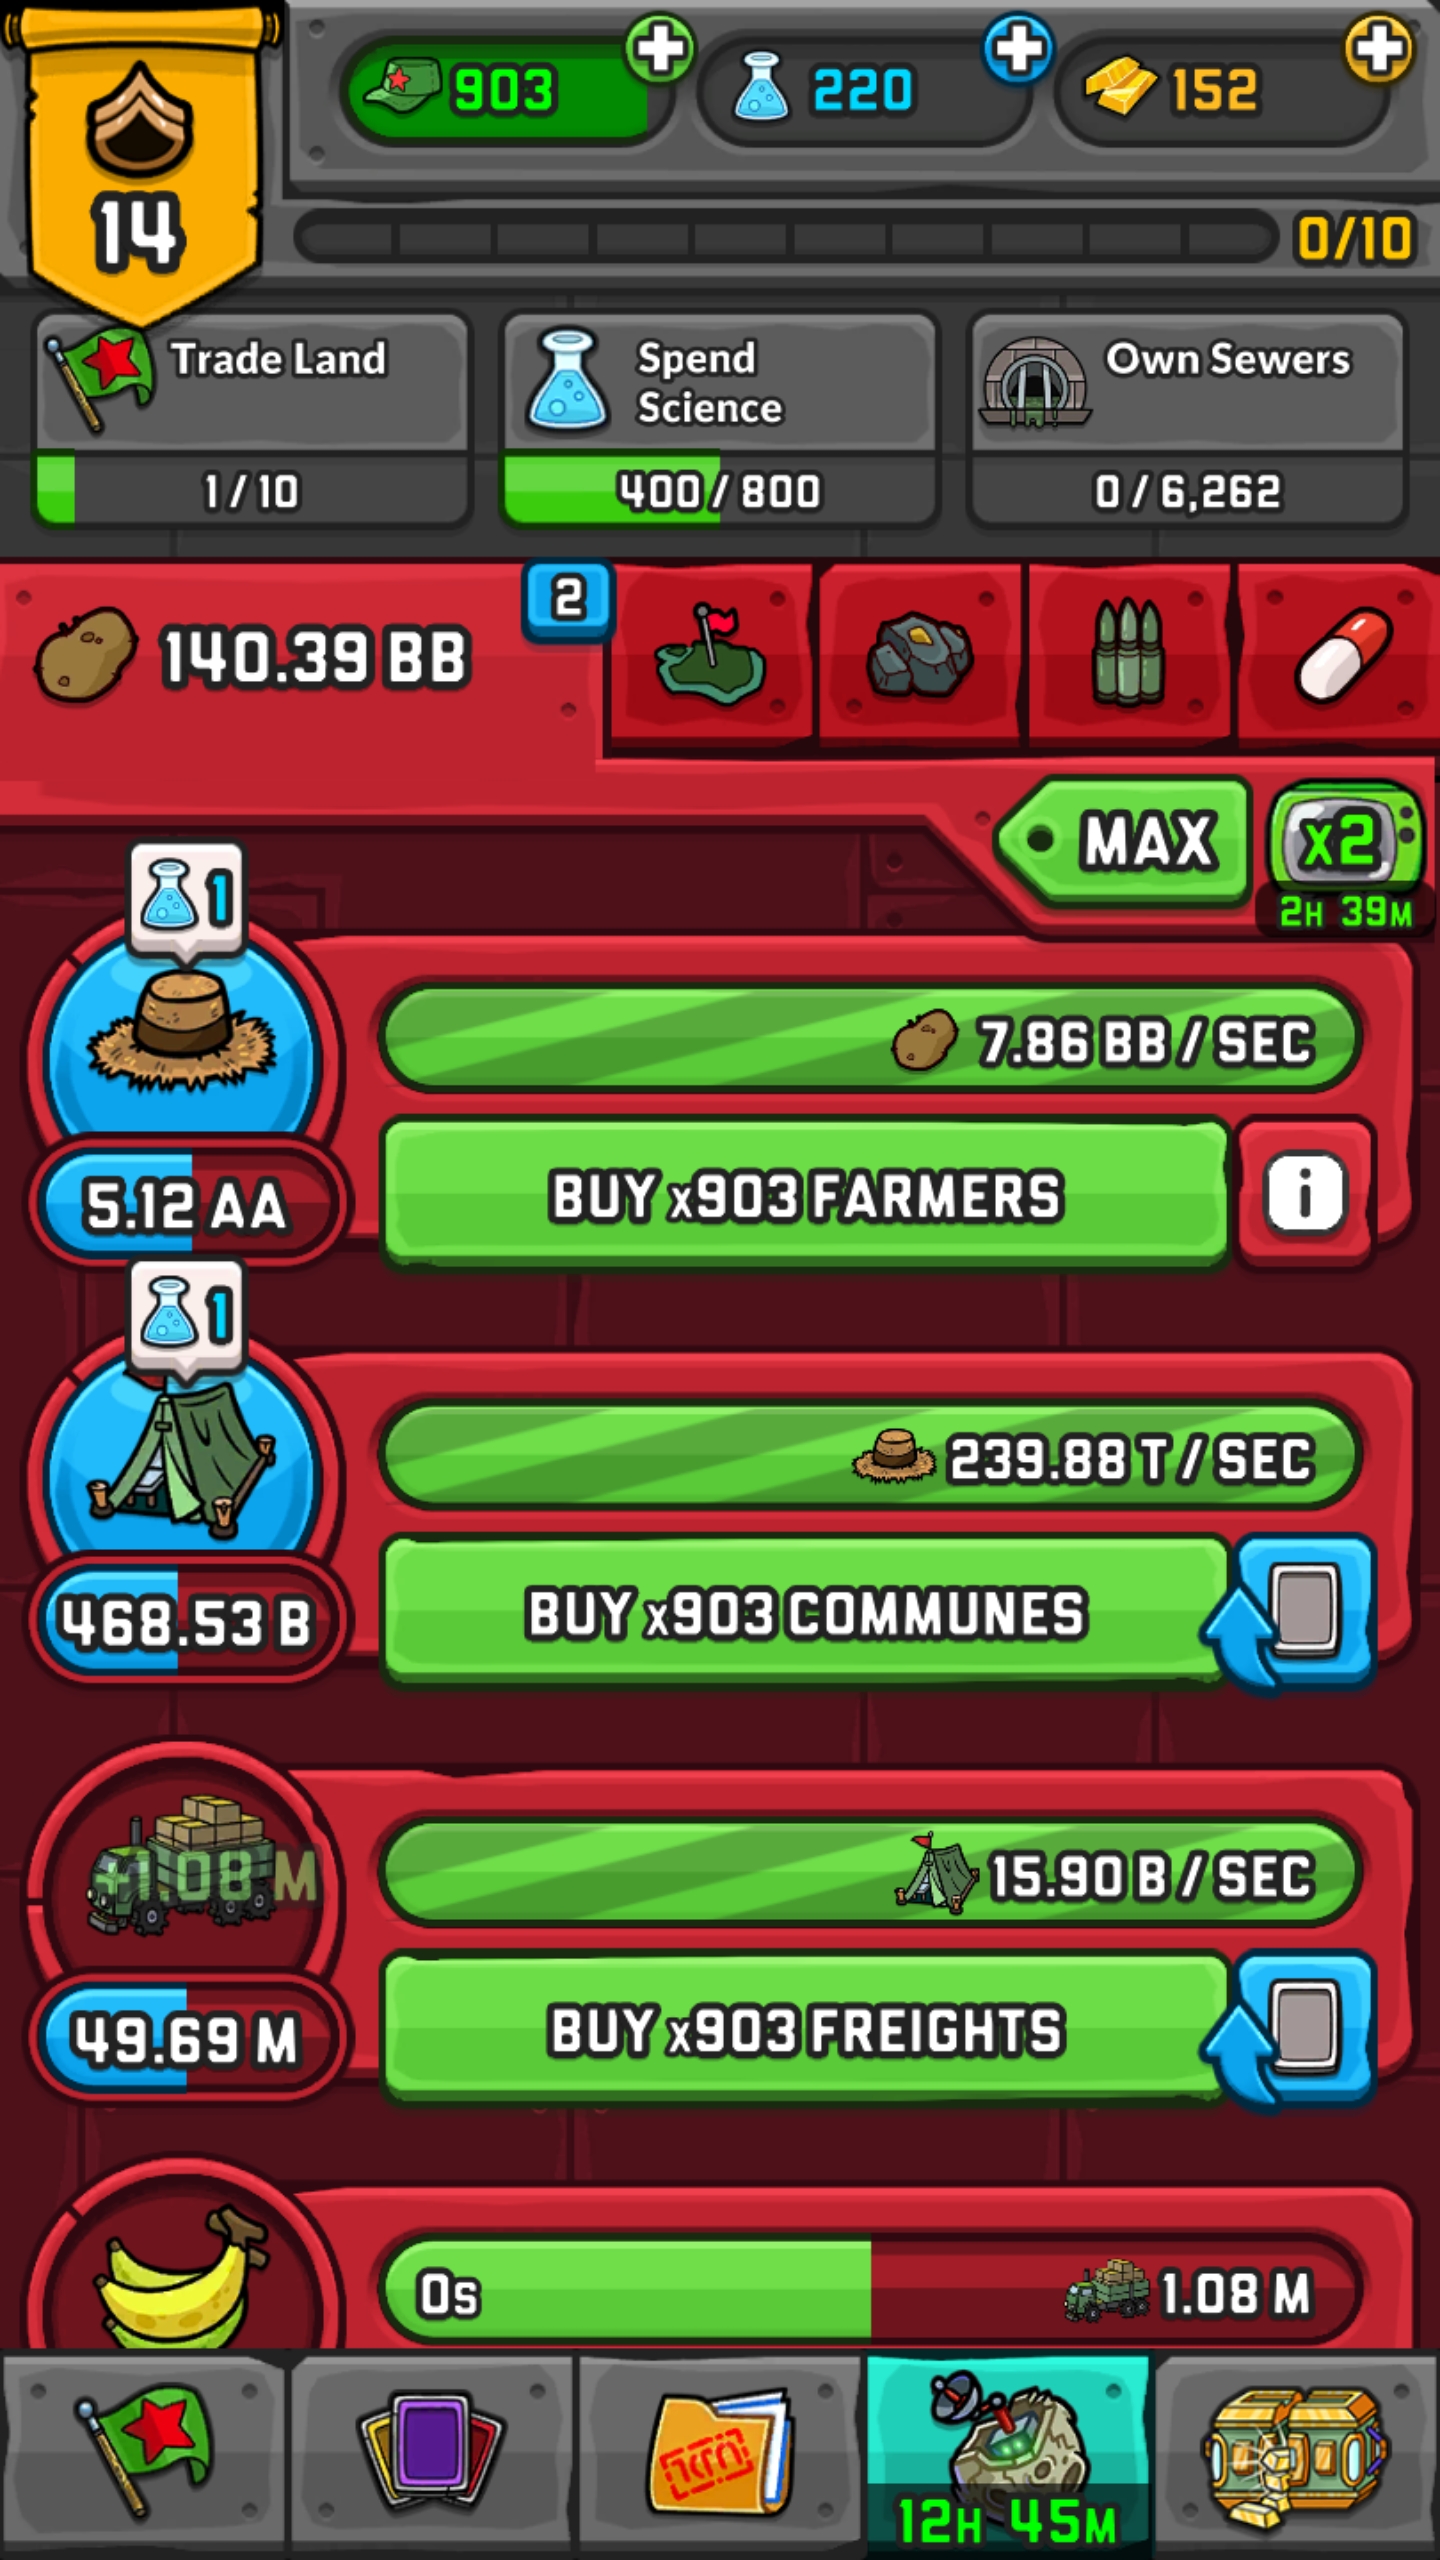 903
220
152
14
0/10
Trade Land
1 / 10
Spend
Science
400 / 800
Own Sewers
0 / 6,262
140.39 BB
2
MAX
x2
2H 39M
1
7.86 BB / SEC
5.12 AA
BUY x903 FARMERS
i
1
239.88 T / SEC
468.53 B
BUY x903 COMMUNES
1.08 M
15.90 B / SEC
49.69 M
BUY x903 FREIGHTS
0s
1.08 M
12H 45M